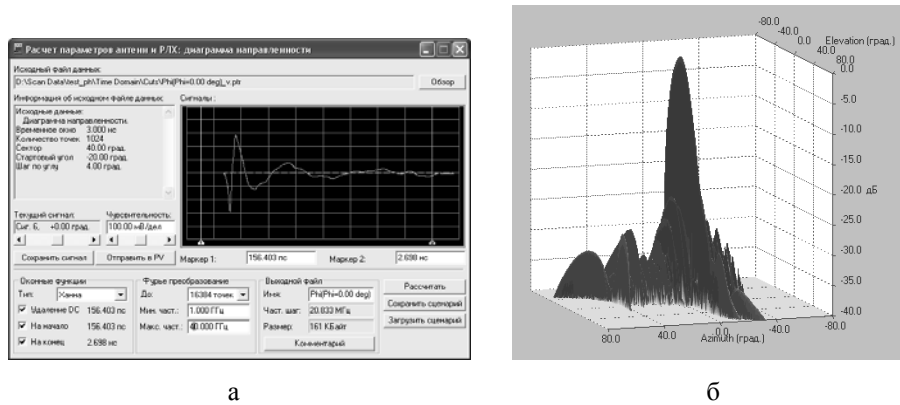 Расчет параметров антенн и РЛХ: диаграмма направленности
Исходный файл данных:
D:\Scan Data\test_ph\Time Domain\Cuts\Phi(Phi=0.00 deg)_v.ptr
Обзор
Информация об исходном файле данных:
Сигналы :
Исходные данные:
Диаграмма направленности.
Временное окно 3.000 нс
Количество точек 1024
Сектор 40.00 град.
Стартовый угол -20.00 град.
Шаг по углу 4.00 град.
Текущий сигнал:
Чувствительность:
Сиг. 6, +0.00 град.
100.00 мВ/дел
Сохранить сигнал
Отправить в PV
Маркер 1:
156.403 пс
Маркер 2:
2.698 нс
Оконные функции
Тип:
Ханна
Удаление DC 156.403 пс
На начало 156.403 пс
На конец 2.698 нс
Фурье преобразование
До:
16384 точек
Мин. част.:
1.000 ГГц
Макс. част.:
40.000 ГГц
Выходной файл
Имя:
Phi(Phi=0.00 deg)
Част. шаг:
20.833 МГц
Размер:
161 КБайт
Комментарий
Рассчитать
Сохранить сценарий
Загрузить сценарий
а
-80.0
-40.0
0.0
40.0
80.0
Elevation (град.)
0.0
-5.0
-10.0
-15.0
-20.0
дБ
-25.0
-30.0
-35.0
-40.0
80.0
40.0
0.0
-40.0
-80.0
Azimuth (град.)
б